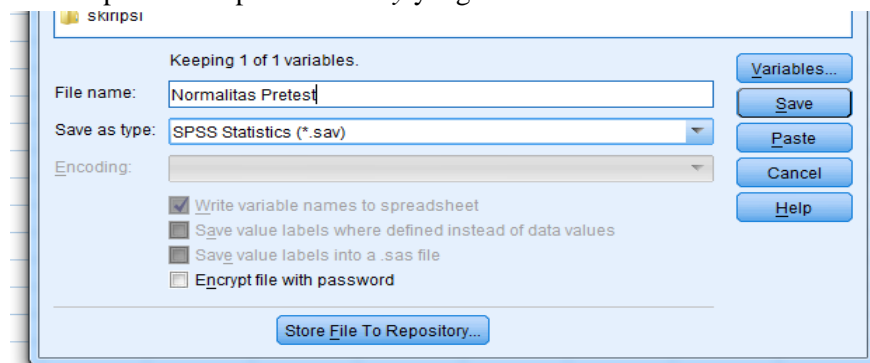 skiripsi
Keeping 1 of 1 variables.
Variables...
File name: Normalitas Pretest
Save
Save as type: SPSS Statistics (*.sav)
Paste
Encoding:
Cancel
Write variable names to spreadsheet
Help
Save value labels where defined instead of data values
Save value labels into a .sas file
Encrypt file with password
Store File To Repository...